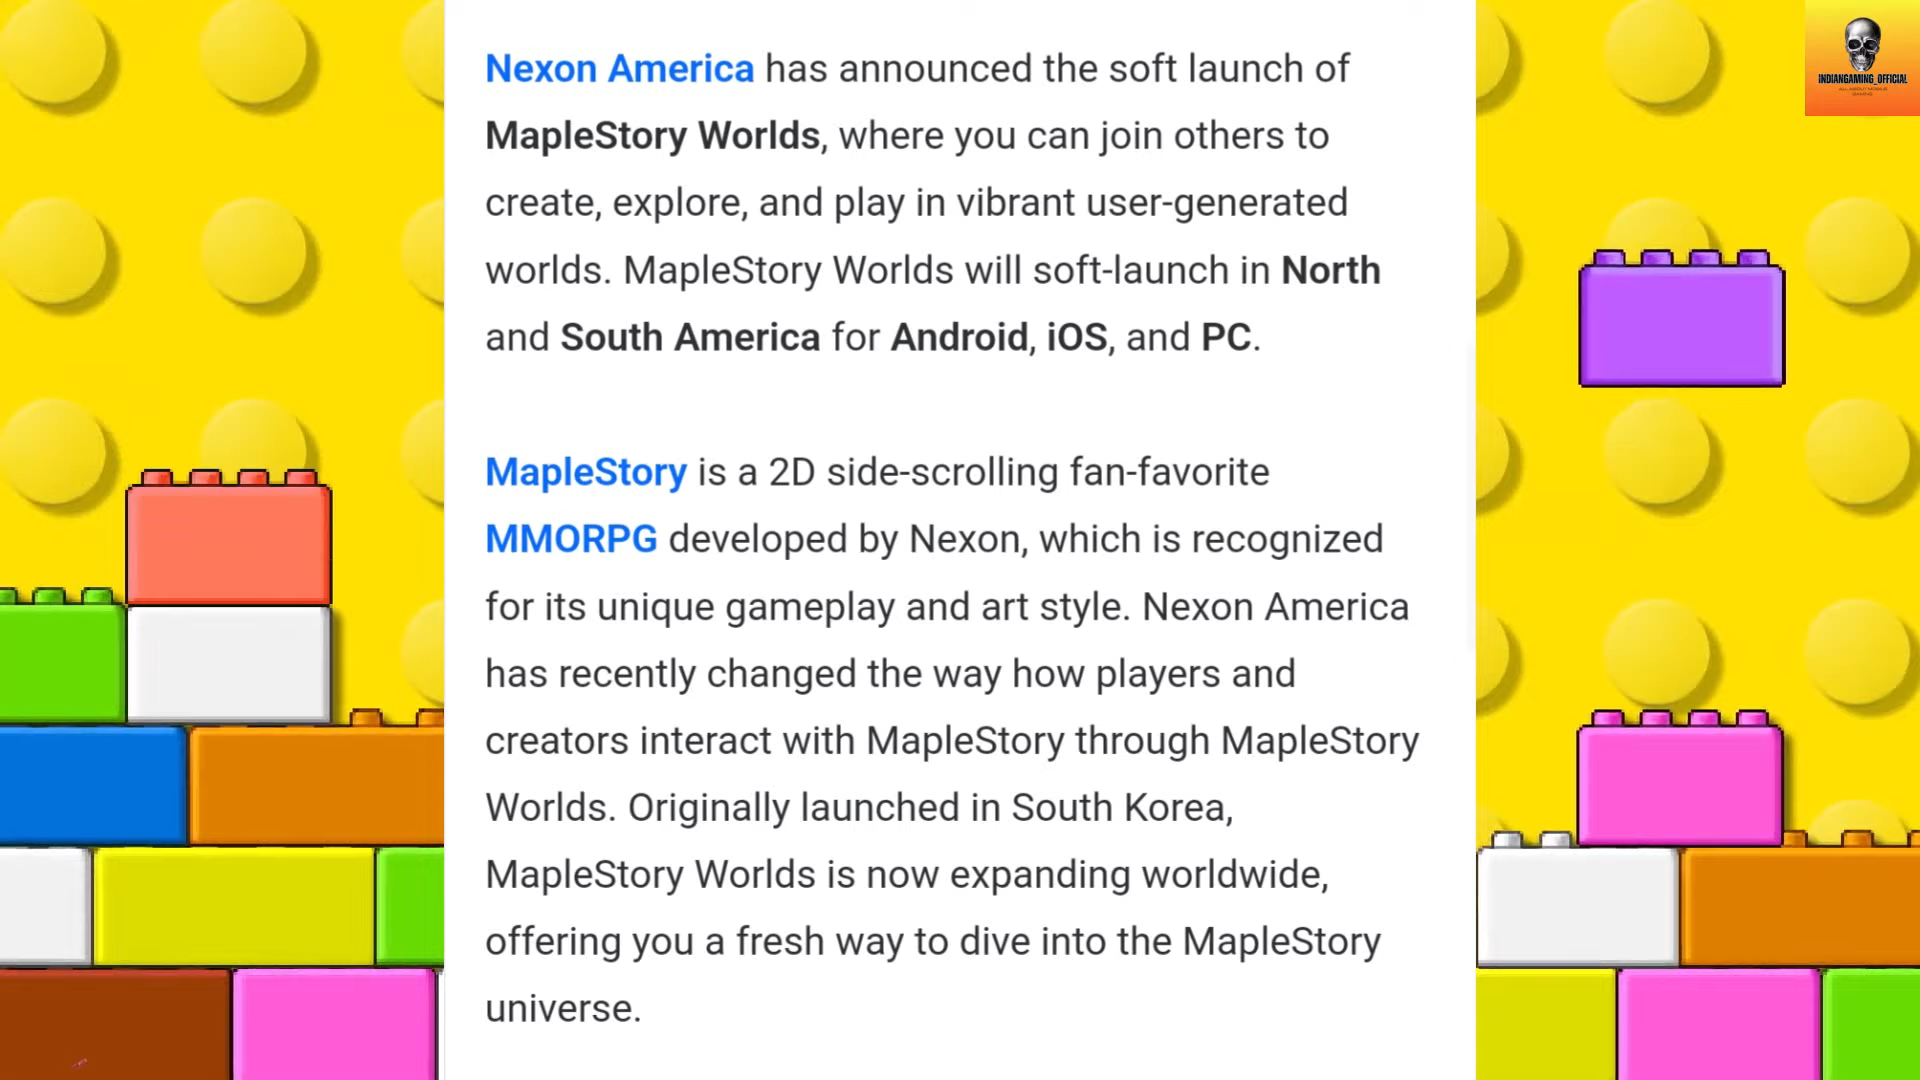 Nexon America has announced the soft launch of
MapleStory Worlds, where you can join others to
create, explore, and play in vibrant user-generated
worlds. MapleStory Worlds will soft-launch in North
and South America for Android, iOS, and PC.
MapleStory is a 2D side-scrolling fan-favorite
MMORPG developed by Nexon, which is recognized
for its unique gameplay and art style. Nexon America
has recently changed the way how players and
creators interact with MapleStory through MapleStory
Worlds. Originally launched in South Korea,
MapleStory Worlds is now expanding worldwide,
offering you a fresh way to dive into the MapleStory
universe.
INDIANGAMING_OFFICIAL
ALL ABOUT MOBILE
GAMING